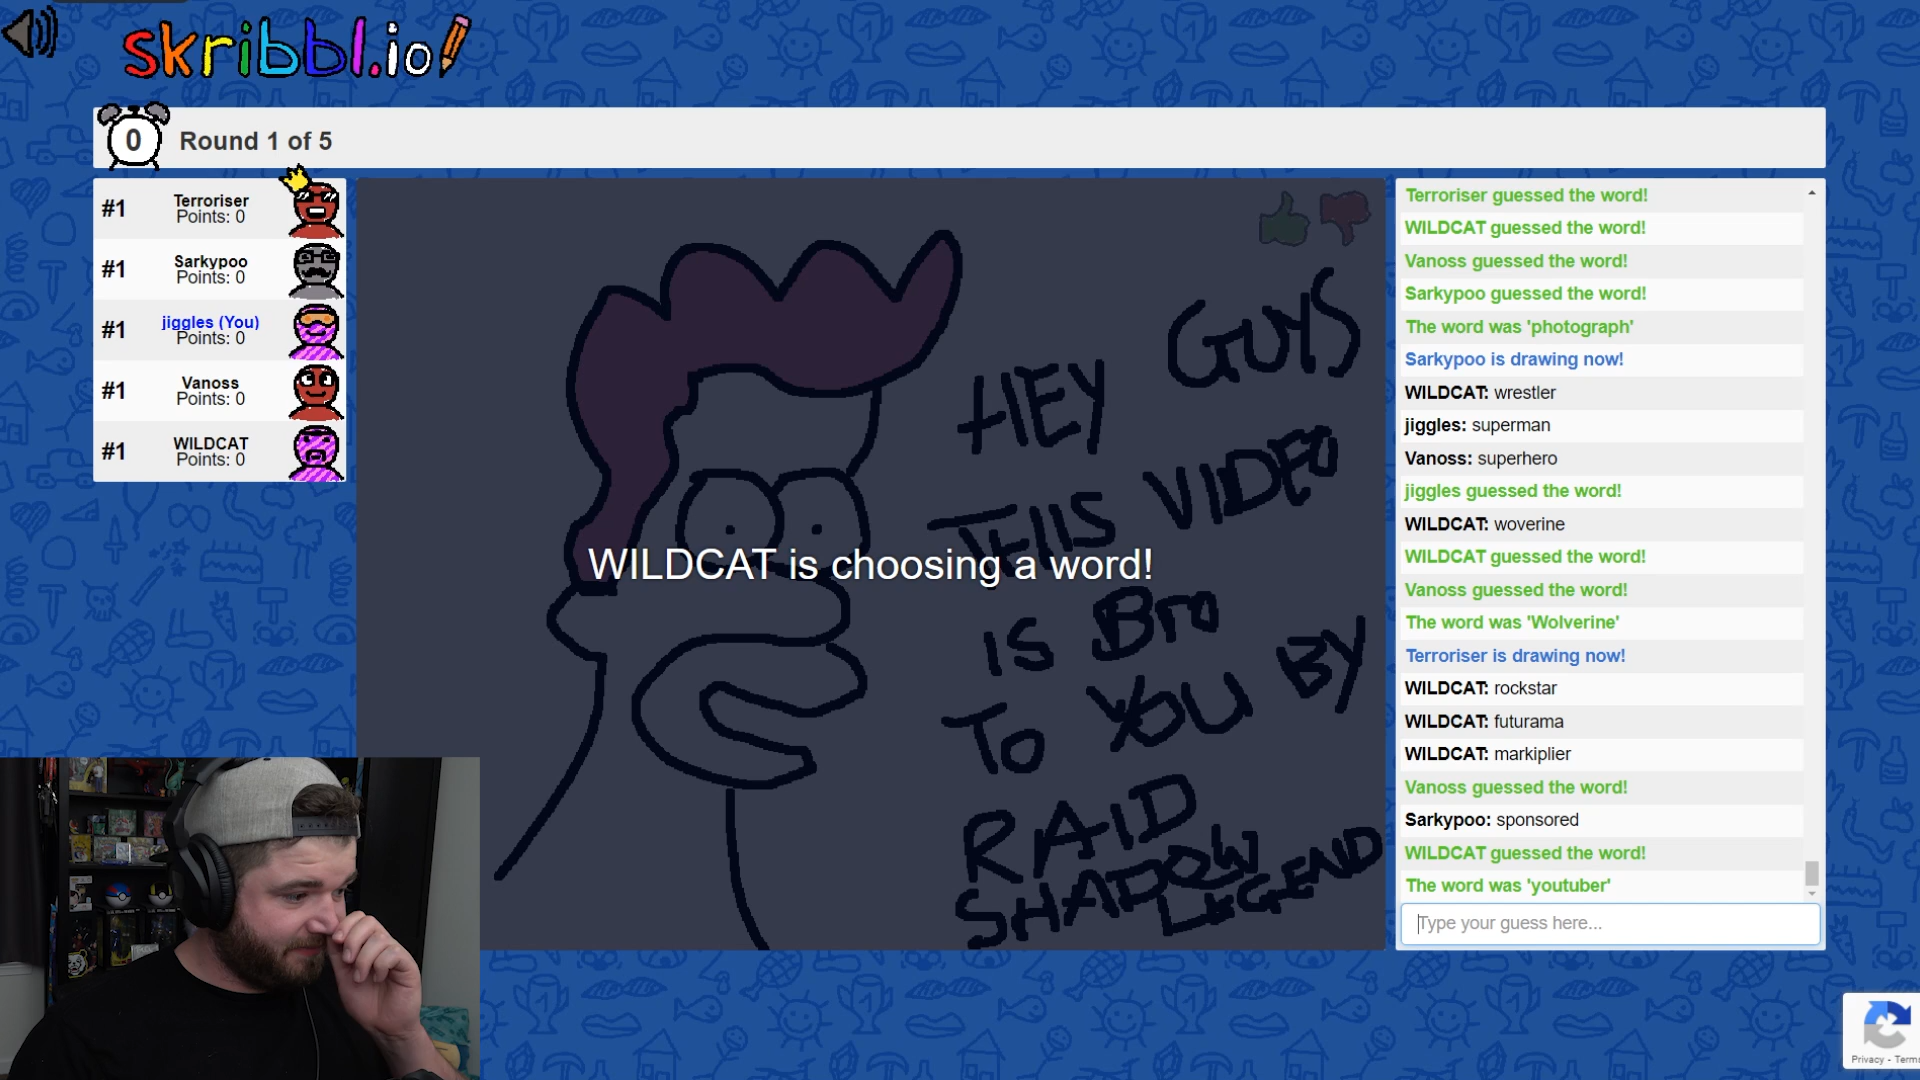 skribbl.io!
0
Round 1 of 5
#1
Terroriser
Points: 0
#1
Sarkypoo
Points: 0
#1
jiggles (You)
Points: 0
#1
Vanoss
Points: 0
#1
WILDCAT
Points: 0
HEY GUYS
THIS VIDEO
IS Bro
To YOU BY
RAID
SHADOW
LEGEND
WILDCAT is choosing a word!
Terroriser guessed the word!
WILDCAT guessed the word!
Vanoss guessed the word!
Sarkypoo guessed the word!
The word was 'photograph'
Sarkypoo is drawing now!
WILDCAT: wrestler
jiggles: superman
Vanoss: superhero
jiggles guessed the word!
WILDCAT: woverine
WILDCAT guessed the word!
Vanoss guessed the word!
The word was 'Wolverine'
Terroriser is drawing now!
WILDCAT: rockstar
WILDCAT: futurama
WILDCAT: markiplier
Vanoss guessed the word!
Sarkypoo: sponsored
WILDCAT guessed the word!
The word was 'youtuber'
Type your guess here...
Privacy - Terms